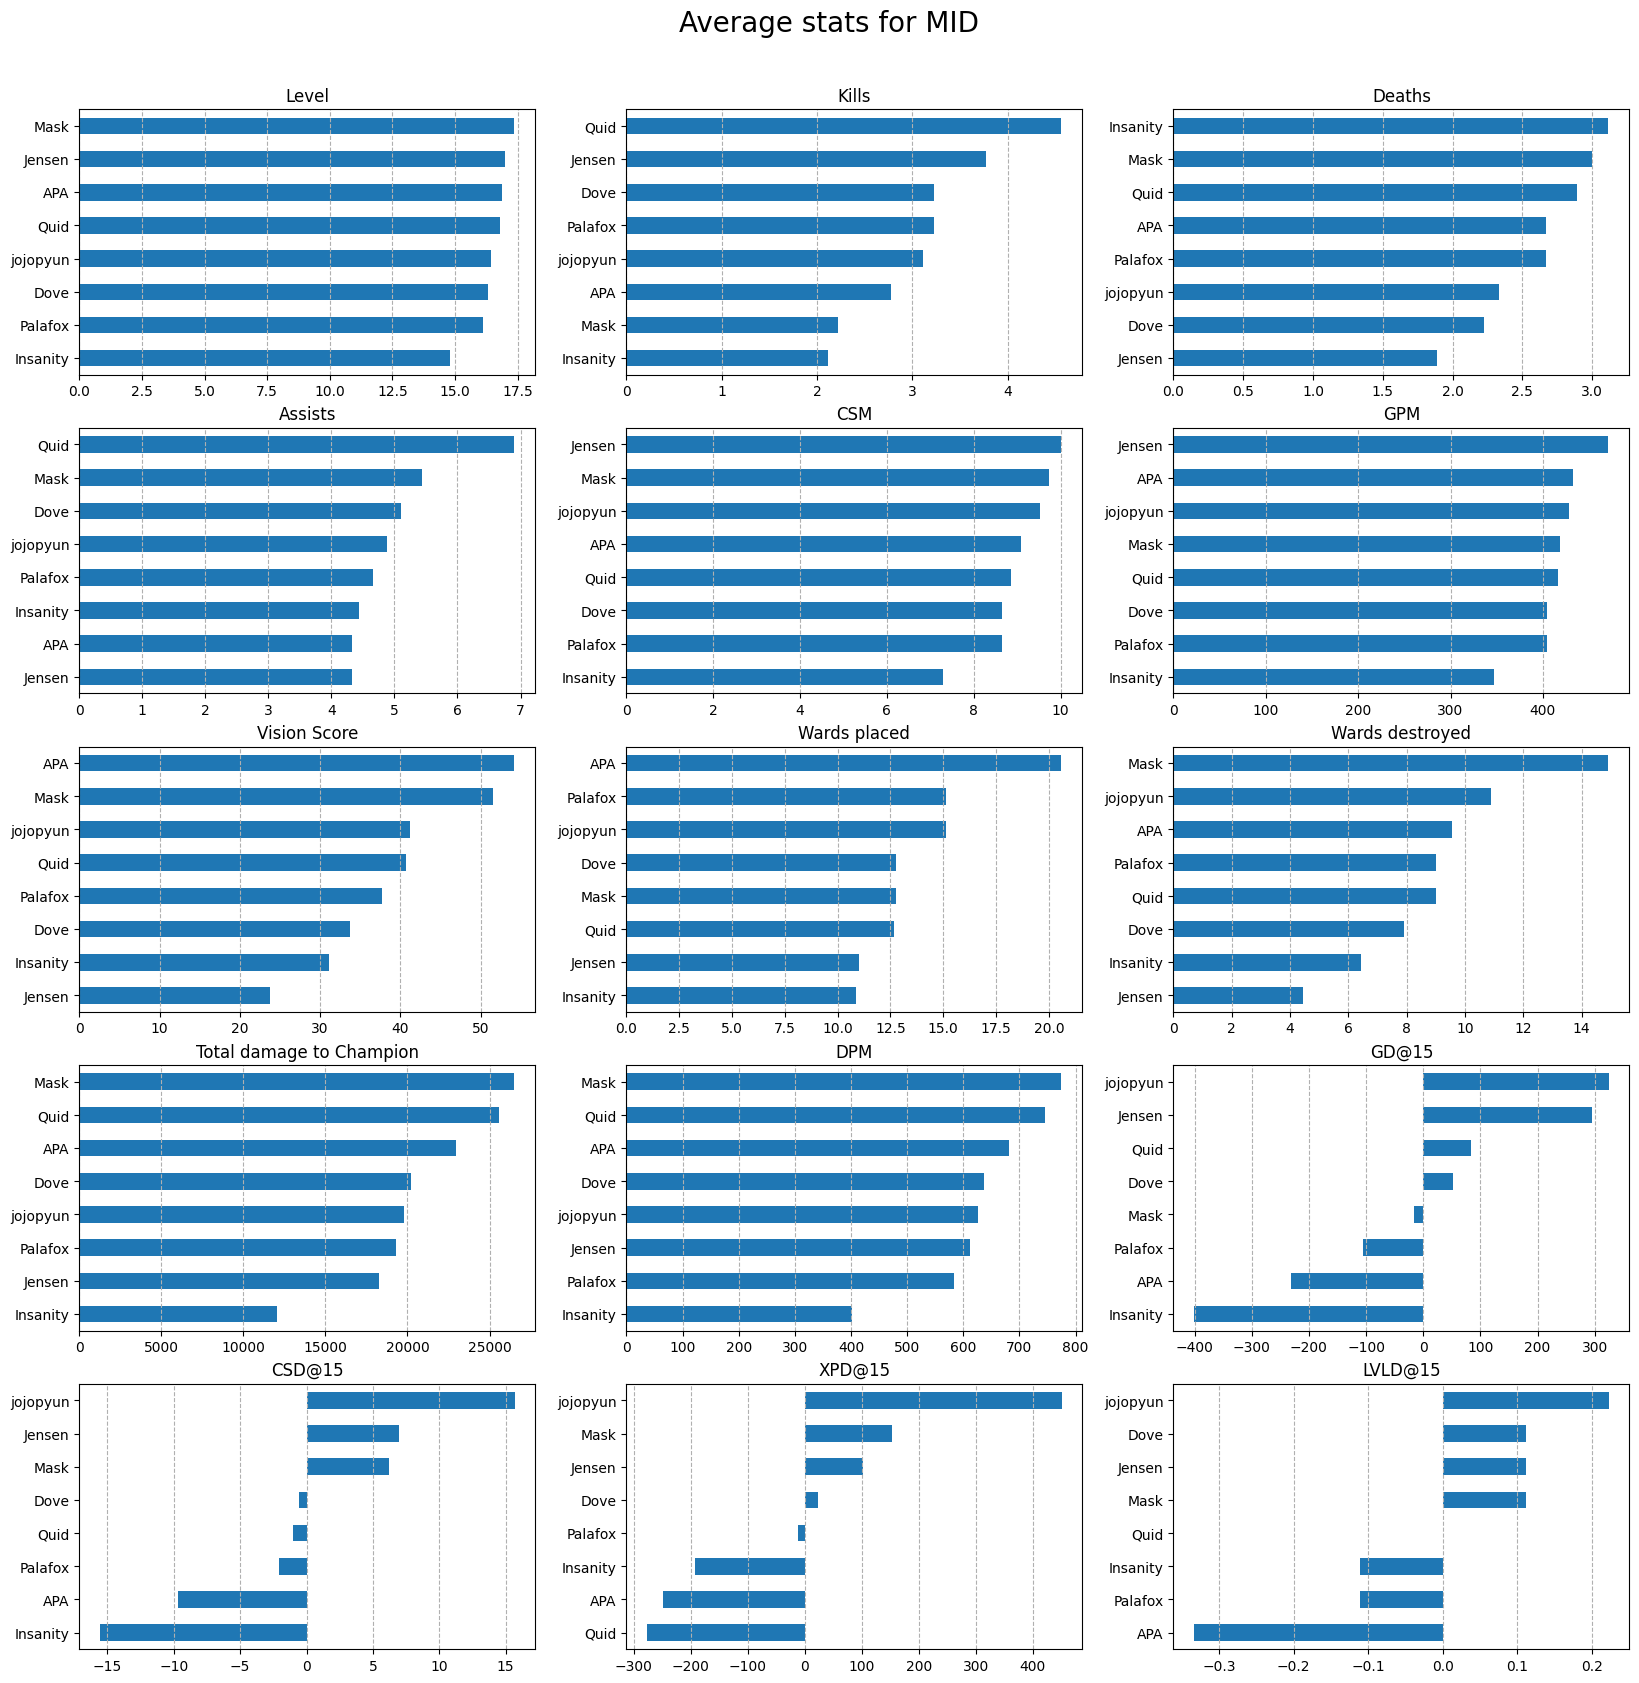 Average stats for MID
Level
Mask
Jensen
APA
Quid
jojopyun
Dove
Palafox
Insanity
0.0 2.5 5.0 7.5 10.0 12.5 15.0 17.5
Kills
Quid
Jensen
Dove
Palafox
jojopyun
APA
Mask
Insanity
0 1 2 3 4
Deaths
Insanity
Mask
Quid
APA
Palafox
jojopyun
Dove
Jensen
0.0 0.5 1.0 1.5 2.0 2.5 3.0
Assists
Quid
Mask
Dove
jojopyun
Palafox
Insanity
APA
Jensen
0 1 2 3 4 5 6 7
CSM
Jensen
Mask
jojopyun
APA
Quid
Dove
Palafox
Insanity
0 2 4 6 8 10
GPM
Jensen
APA
jojopyun
Mask
Quid
Dove
Palafox
Insanity
0 100 200 300 400
Vision Score
APA
Mask
jojopyun
Quid
Palafox
Dove
Insanity
Jensen
0 10 20 30 40 50
Wards placed
APA
Palafox
jojopyun
Dove
Mask
Quid
Jensen
Insanity
0.0 2.5 5.0 7.5 10.0 12.5 15.0 17.5 20.0
Wards destroyed
Mask
jojopyun
APA
Palafox
Quid
Dove
Insanity
Jensen
0 2 4 6 8 10 12 14
Total damage to Champion
Mask
Quid
APA
Dove
jojopyun
Palafox
Jensen
Insanity
0 5000 10000 15000 20000 25000
DPM
Mask
Quid
APA
Dove
jojopyun
Jensen
Palafox
Insanity
0 100 200 300 400 500 600 700 800
GD@15
jojopyun
Jensen
Quid
Dove
Mask
Palafox
APA
Insanity
−400 −300 −200 −100 0 100 200 300
CSD@15
jojopyun
Jensen
Mask
Dove
Quid
Palafox
APA
Insanity
−15 −10 −5 0 5 10 15
XPD@15
jojopyun
Mask
Jensen
Dove
Palafox
Insanity
APA
Quid
−300 −200 −100 0 100 200 300 400
LVLD@15
jojopyun
Dove
Jensen
Mask
Quid
Insanity
Palafox
APA
−0.3 −0.2 −0.1 0.0 0.1 0.2